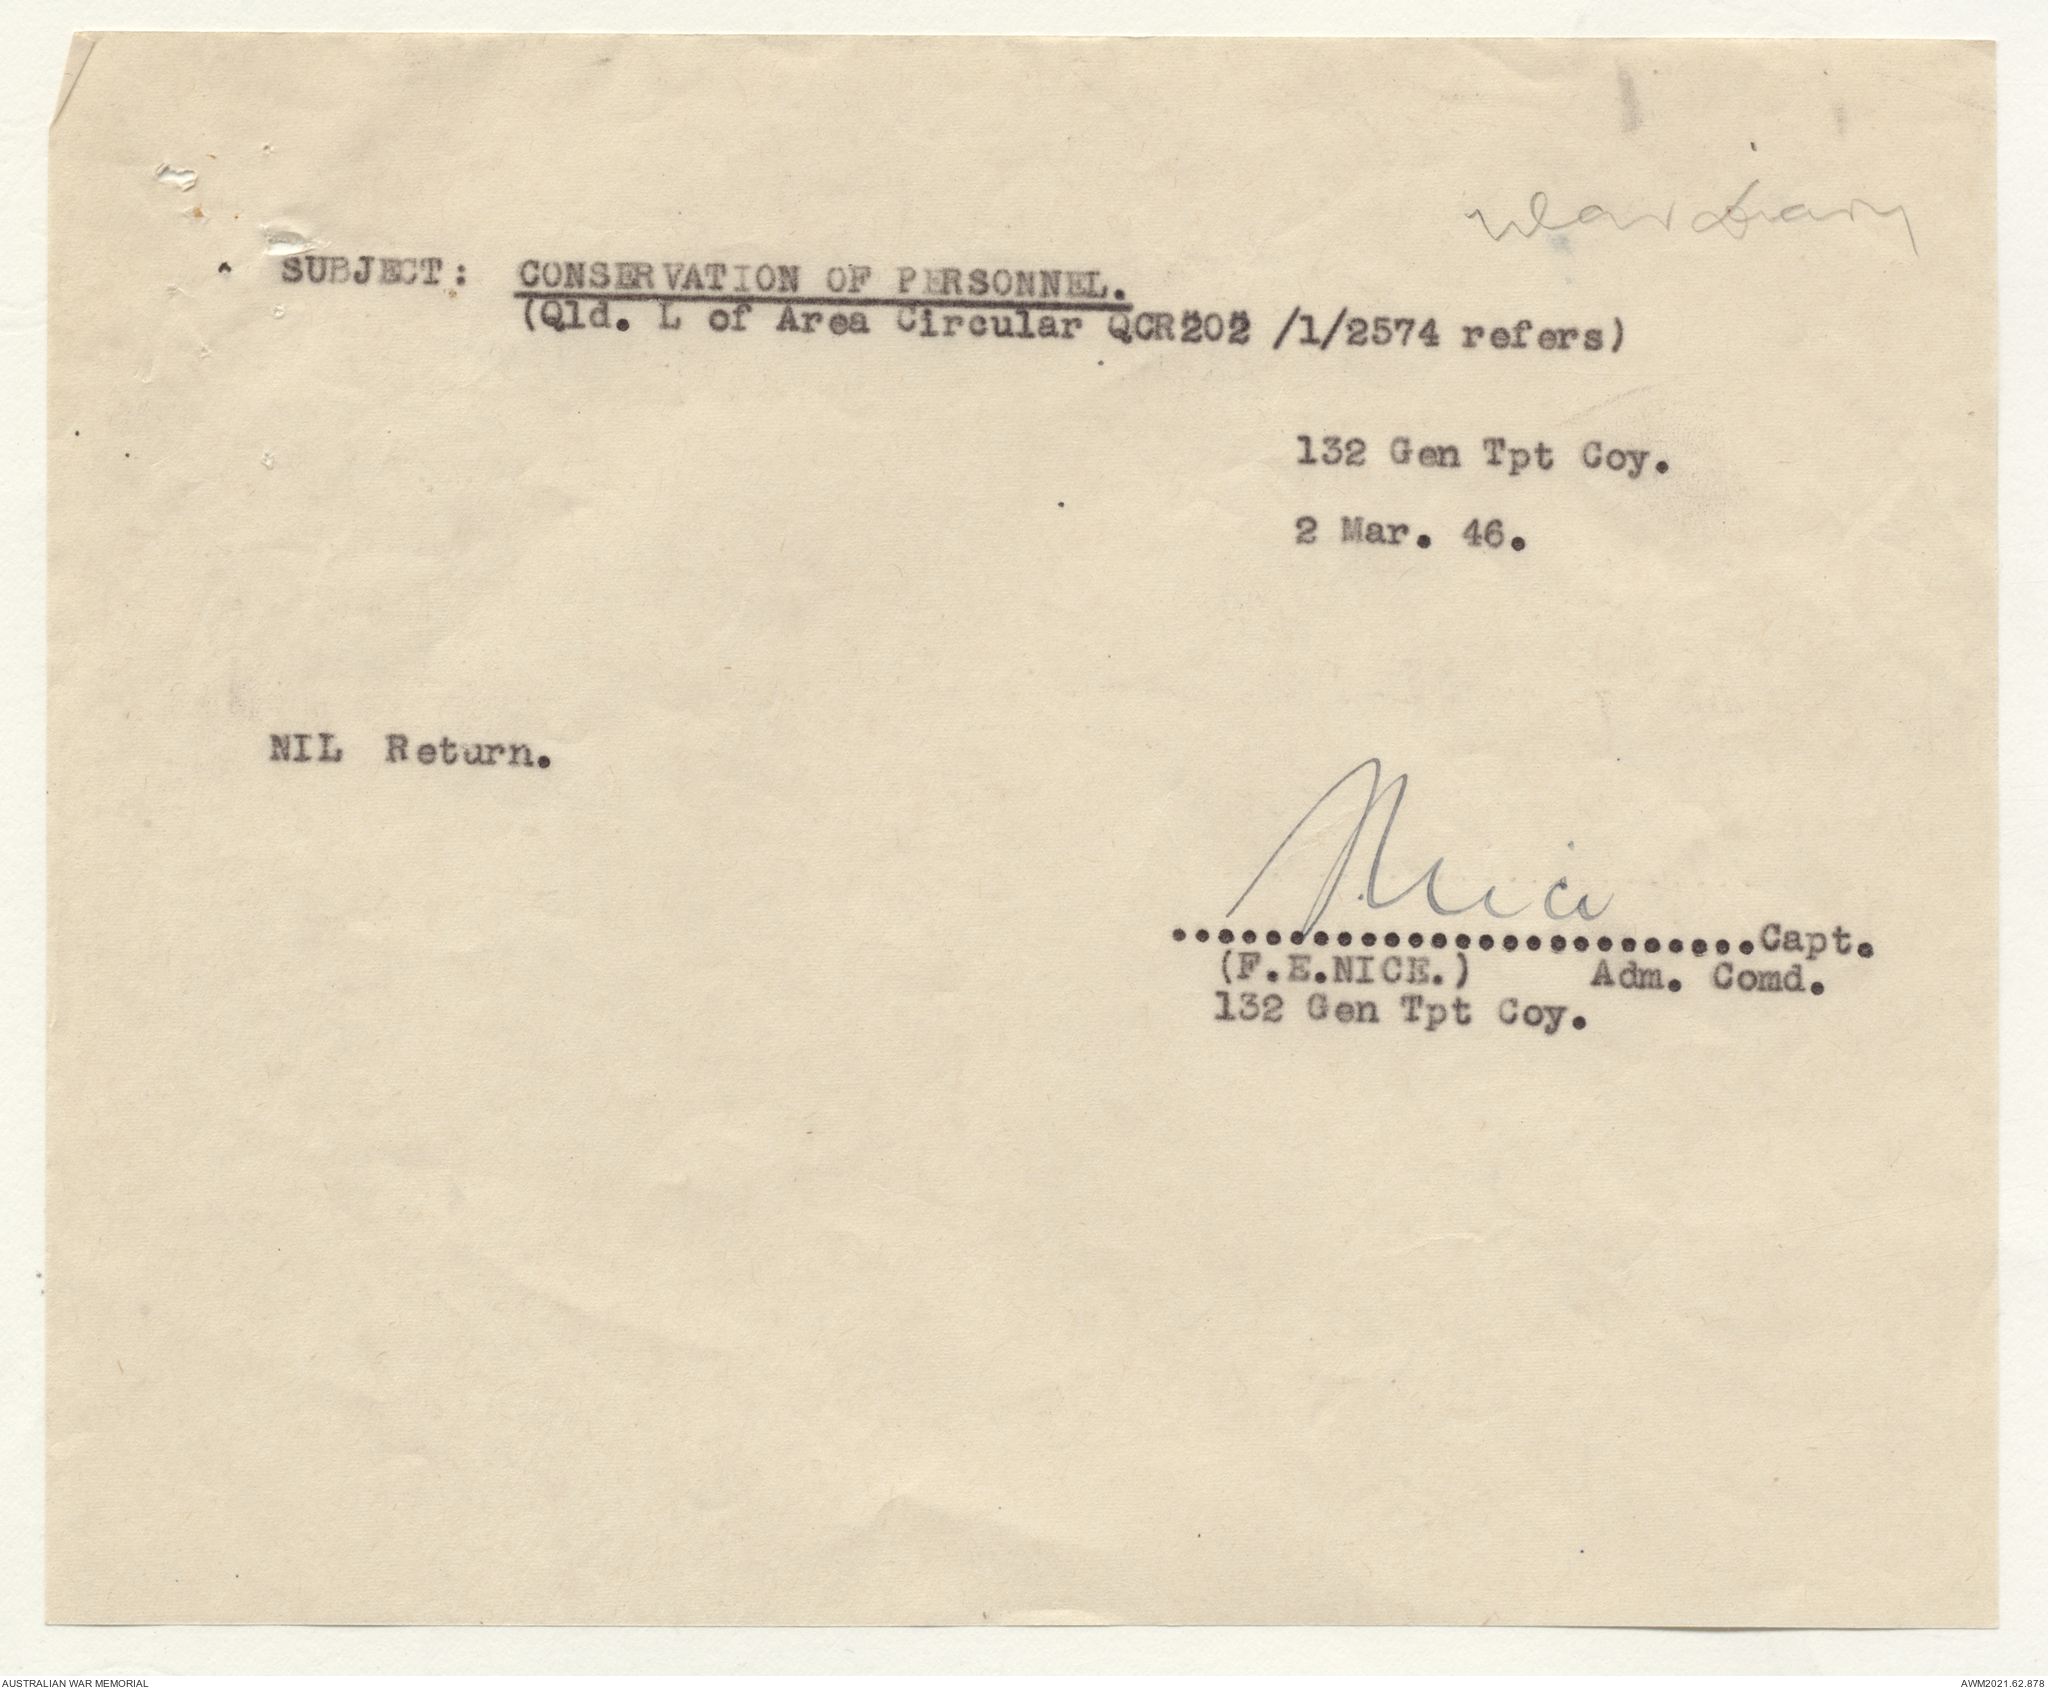 War Diary
SUBJECT: CONSERVATION OF PERSONNEL.
(Qld. L of Area Circular QCR202 /1/2574 refers)
132 Gen Tpt Coy.
2 Mar. 46.
NIL Return.
Nice
........................Capt.
(F.E.NICE.) Adm. Comd.
132 Gen Tpt Coy.
AUSTRALIAN WAR MEMORIAL
AWM2021.62.878